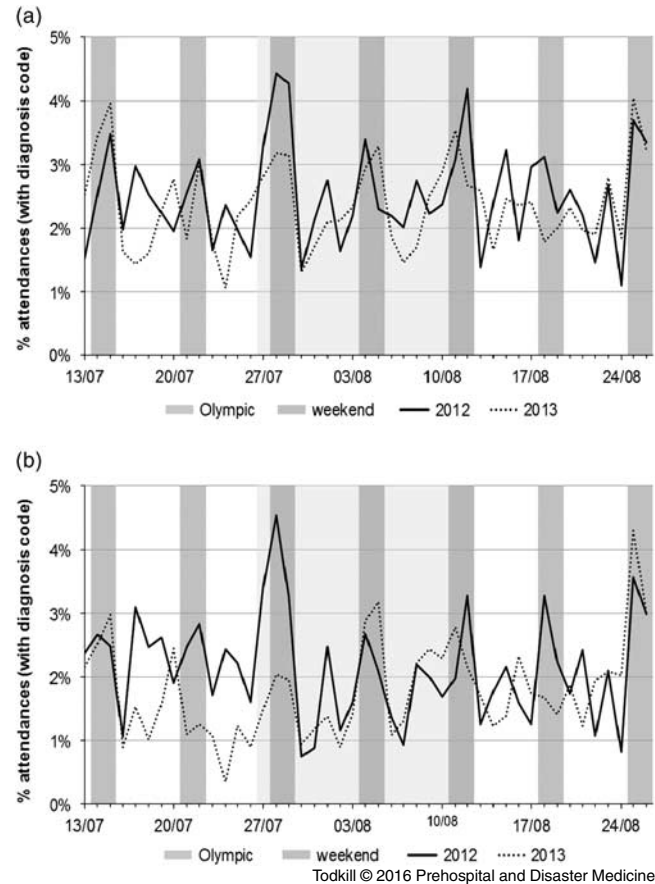 (a)
5%
4%
3%
2%
1%
0%
% attendances (with diagnosis code)
13/07 20/07 27/07 03/08 10/08 17/08 24/08
Olympic weekend 2012 2013
(b)
5%
4%
3%
2%
1%
0%
% attendances (with diagnosis code)
13/07 20/07 27/07 03/08 10/08 17/08 24/08
Olympic weekend 2012 2013
Todkill © 2016 Prehospital and Disaster Medicine